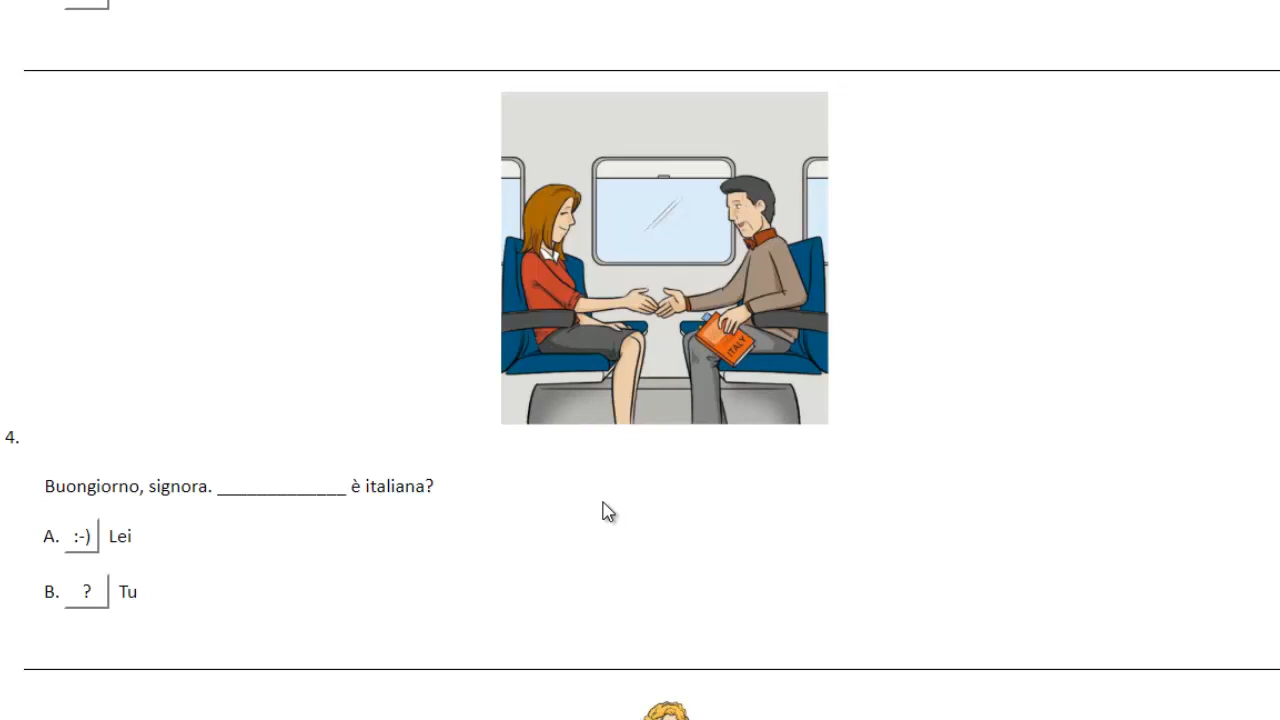 ITALY
4.
Buongiorno, signora. _____________ è italiana?
A. :-) Lei
B. ? Tu